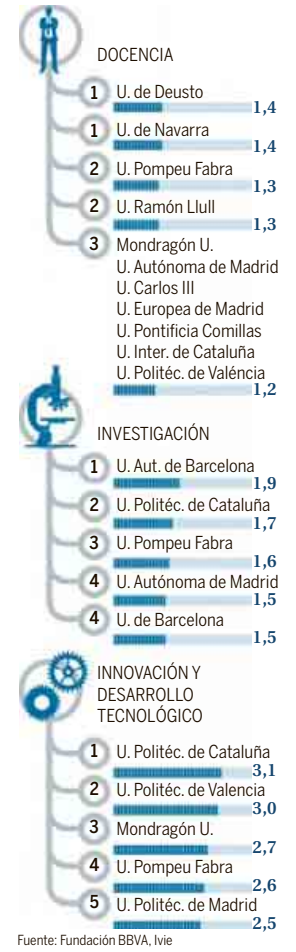 DOCENCIA
1 U. de Deusto
1,4
1 U. de Navarra
1,4
2 U. Pompeu Fabra
1,3
2 U. Ramón Llull
1,3
3 Mondragón U.
U. Autónoma de Madrid
U. Carlos III
U. Europea de Madrid
U. Pontificia Comillas
U. Inter. de Cataluña
U. Politéc. de Valéncia
1,2
INVESTIGACIÓN
1 U. Aut. de Barcelona
1,9
2 U. Politéc. de Cataluña
1,7
3 U. Pompeu Fabra
1,6
4 U. Autónoma de Madrid
1,5
4 U. de Barcelona
1,5
INNOVACIÓN Y
DESARROLLO
TECNOLÓGICO
1 U. Politéc. de Cataluña
3,1
2 U. Politéc. de Valencia
3,0
3 Mondragón U.
2,7
4 U. Pompeu Fabra
2,6
5 U. Politéc. de Madrid
2,5
Fuente: Fundación BBVA, Ivie